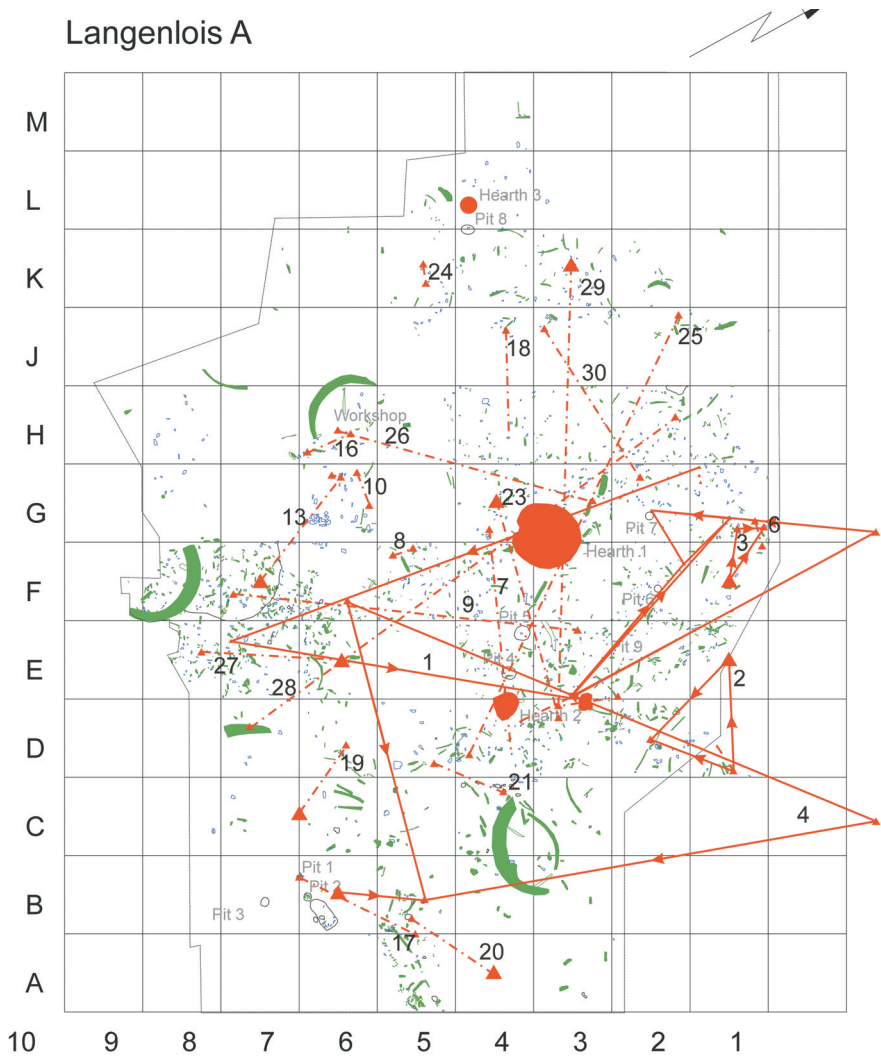 Langenlois A
M
L
Hearth 3
Pit 8
K
24
29
J
18
25
30
H
Workshop
16
26
10
23
G
13
Pit 7
6
3
8
Hearth 1
F
7
9
Pit 6
Pit 5
E
27
1
Pit 4
Pit 9
2
28
Hearth 2
D
19
21
C
4
Pit 1
Pit 2
B
Pit 3
17
20
A
10 9 8 7 6 5 4 3 2 1